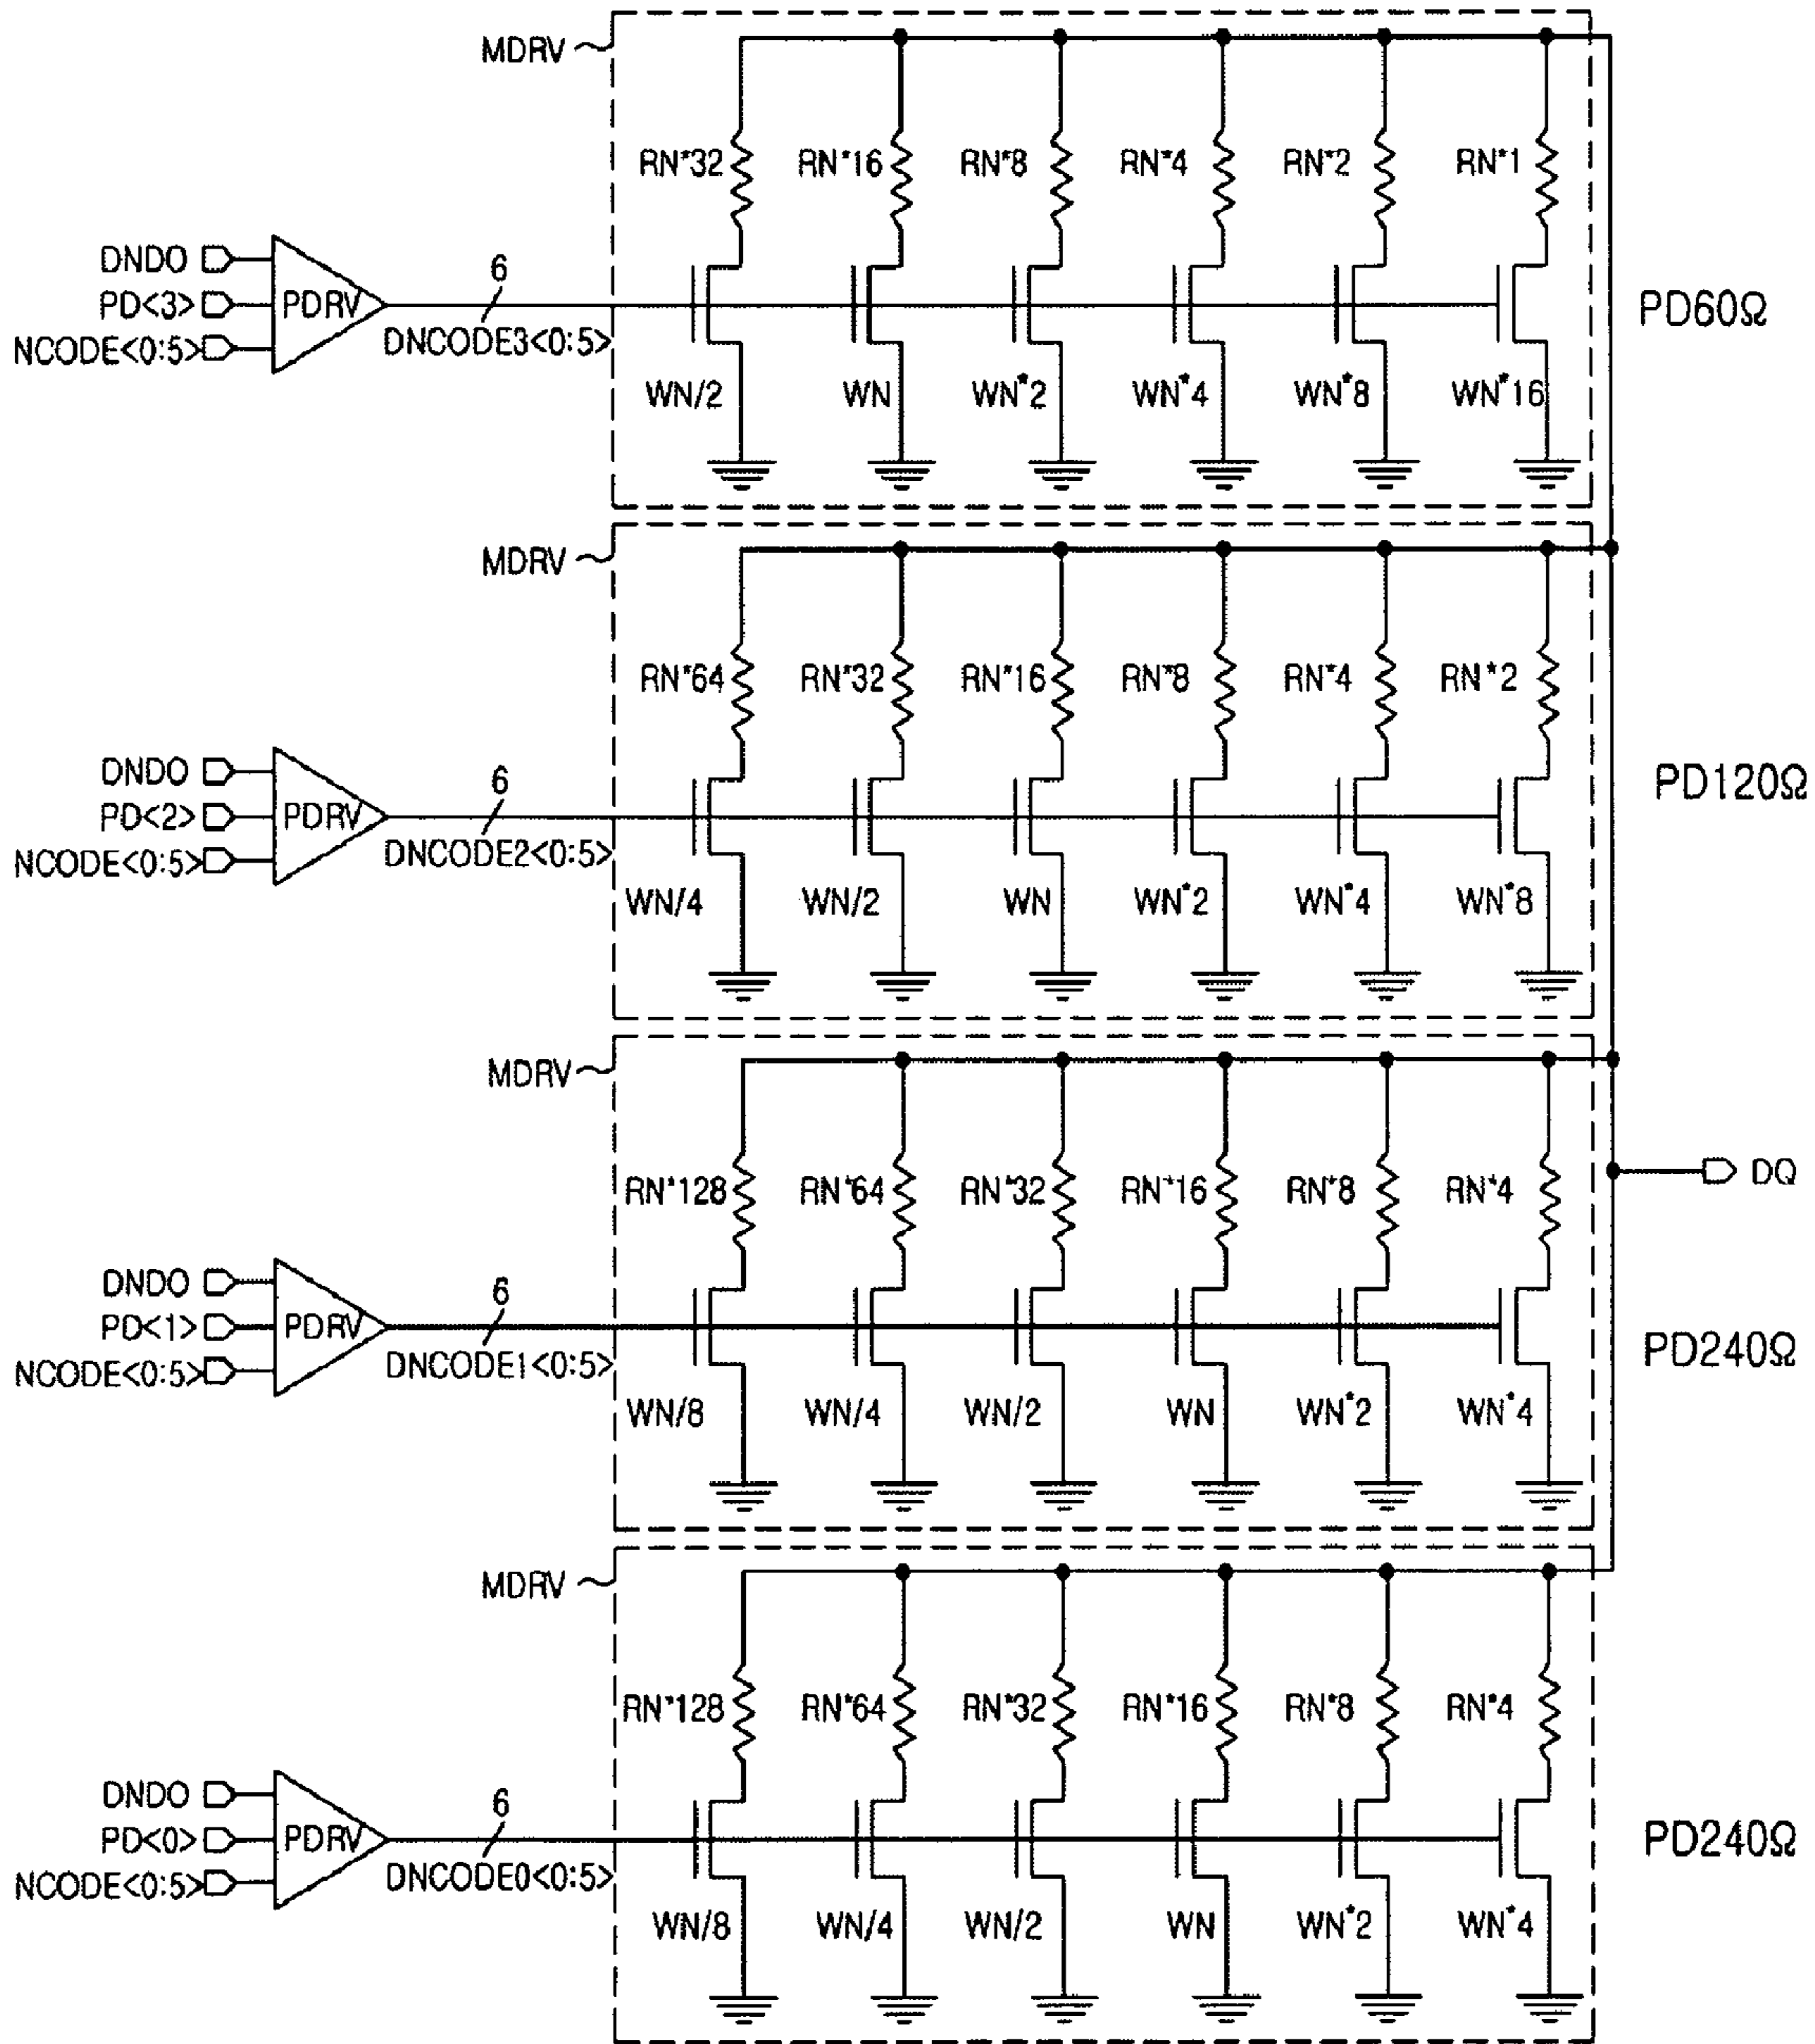 MDRV
RN*32 RN*16 RN*8 RN*4 RN*2 RN*1
DNDO
PD<3>
NCODE<0:5>
PDRV
6
DNCODE3<0:5>
WN/2 WN WN*2 WN*4 WN*8 WN*16
PD60Ω
MDRV
RN*64 RN*32 RN*16 RN*8 RN*4 RN*2
DNDO
PD<2>
NCODE<0:5>
PDRV
6
DNCODE2<0:5>
WN/4 WN/2 WN WN*2 WN*4 WN*8
PD120Ω
MDRV
RN*128 RN*64 RN*32 RN*16 RN*8 RN*4
DQ
DNDO
PD<1>
NCODE<0:5>
PDRV
6
DNCODE1<0:5>
WN/8 WN/4 WN/2 WN WN*2 WN*4
PD240Ω
MDRV
RN*128 RN*64 RN*32 RN*16 RN*8 RN*4
DNDO
PD<0>
NCODE<0:5>
PDRV
6
DNCODE0<0:5>
WN/8 WN/4 WN/2 WN WN*2 WN*4
PD240Ω